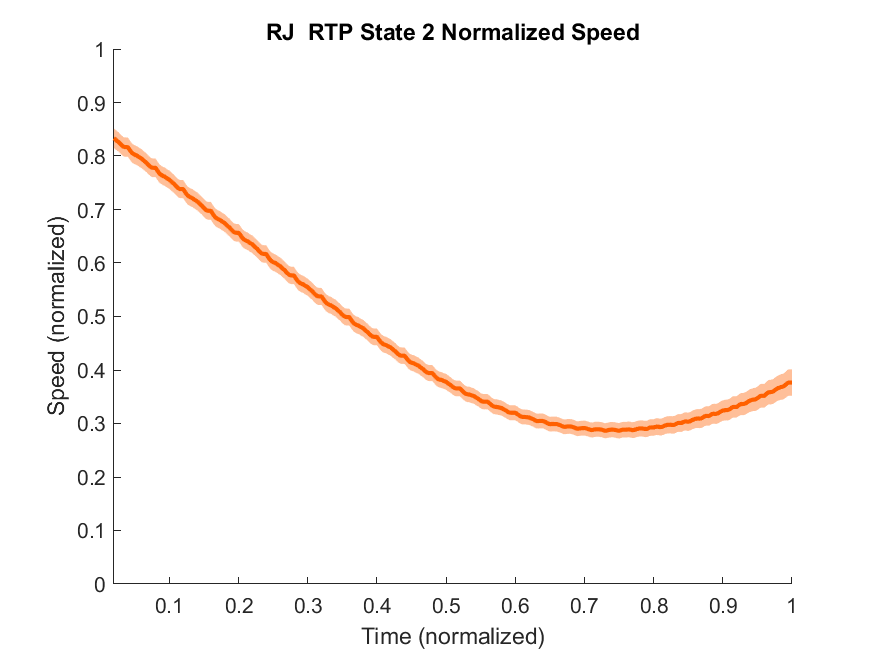 RJ  RTP State 2 Normalized Speed
1
0.9
0.8
0.7
0.6
0.5
0.4
0.3
0.2
0.1
0
Speed (normalized)
0.1 0.2 0.3 0.4 0.5 0.6 0.7 0.8 0.9 1
Time (normalized)